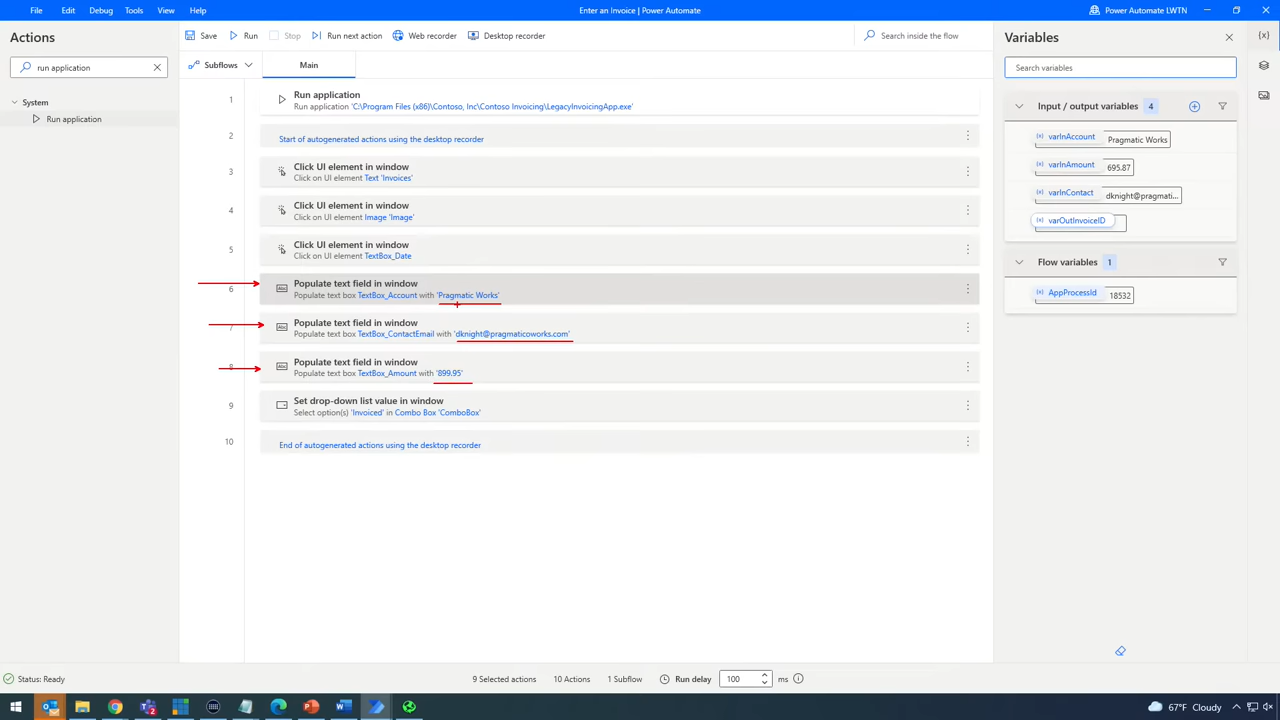 File Edit Debug Tools View Help
Enter an Invoice | Power Automate
Power Automate LWTN
Actions
run application
System
Run application
Save Run Stop Run next action Web recorder Desktop recorder
Search inside the flow
Subflows Main
1
Run application
Run application 'C:\Program Files (x86)\Contoso, Inc\Contoso Invoicing\LegacyInvoicingApp.exe'
2
Start of autogenerated actions using the desktop recorder
3
Click UI element in window
Click on UI element Text 'Invoices'
4
Click UI element in window
Click on UI element Image 'Image'
5
Click UI element in window
Click on UI element TextBox_Date
6
Populate text field in window
Populate text box TextBox_Account with 'Pragmatic Works'
7
Populate text field in window
Populate text box TextBox_ContactEmail with 'dknight@pragmaticoworks.com'
8
Populate text field in window
Populate text box TextBox_Amount with '899.95'
9
Set drop-down list value in window
Select option(s) 'Invoiced' in Combo Box 'ComboBox'
10
End of autogenerated actions using the desktop recorder
Variables
{x}
Search variables
Input / output variables 4
(x) varInAccount Pragmatic Works
(x) varInAmount 695.87
(x) varInContact dknight@pragmati...
(x) varOutInvoiceID
Flow variables 1
(x) AppProcessId 18532
Status: Ready
9 Selected actions 10 Actions 1 Subflow Run delay 100 ms
67°F Cloudy